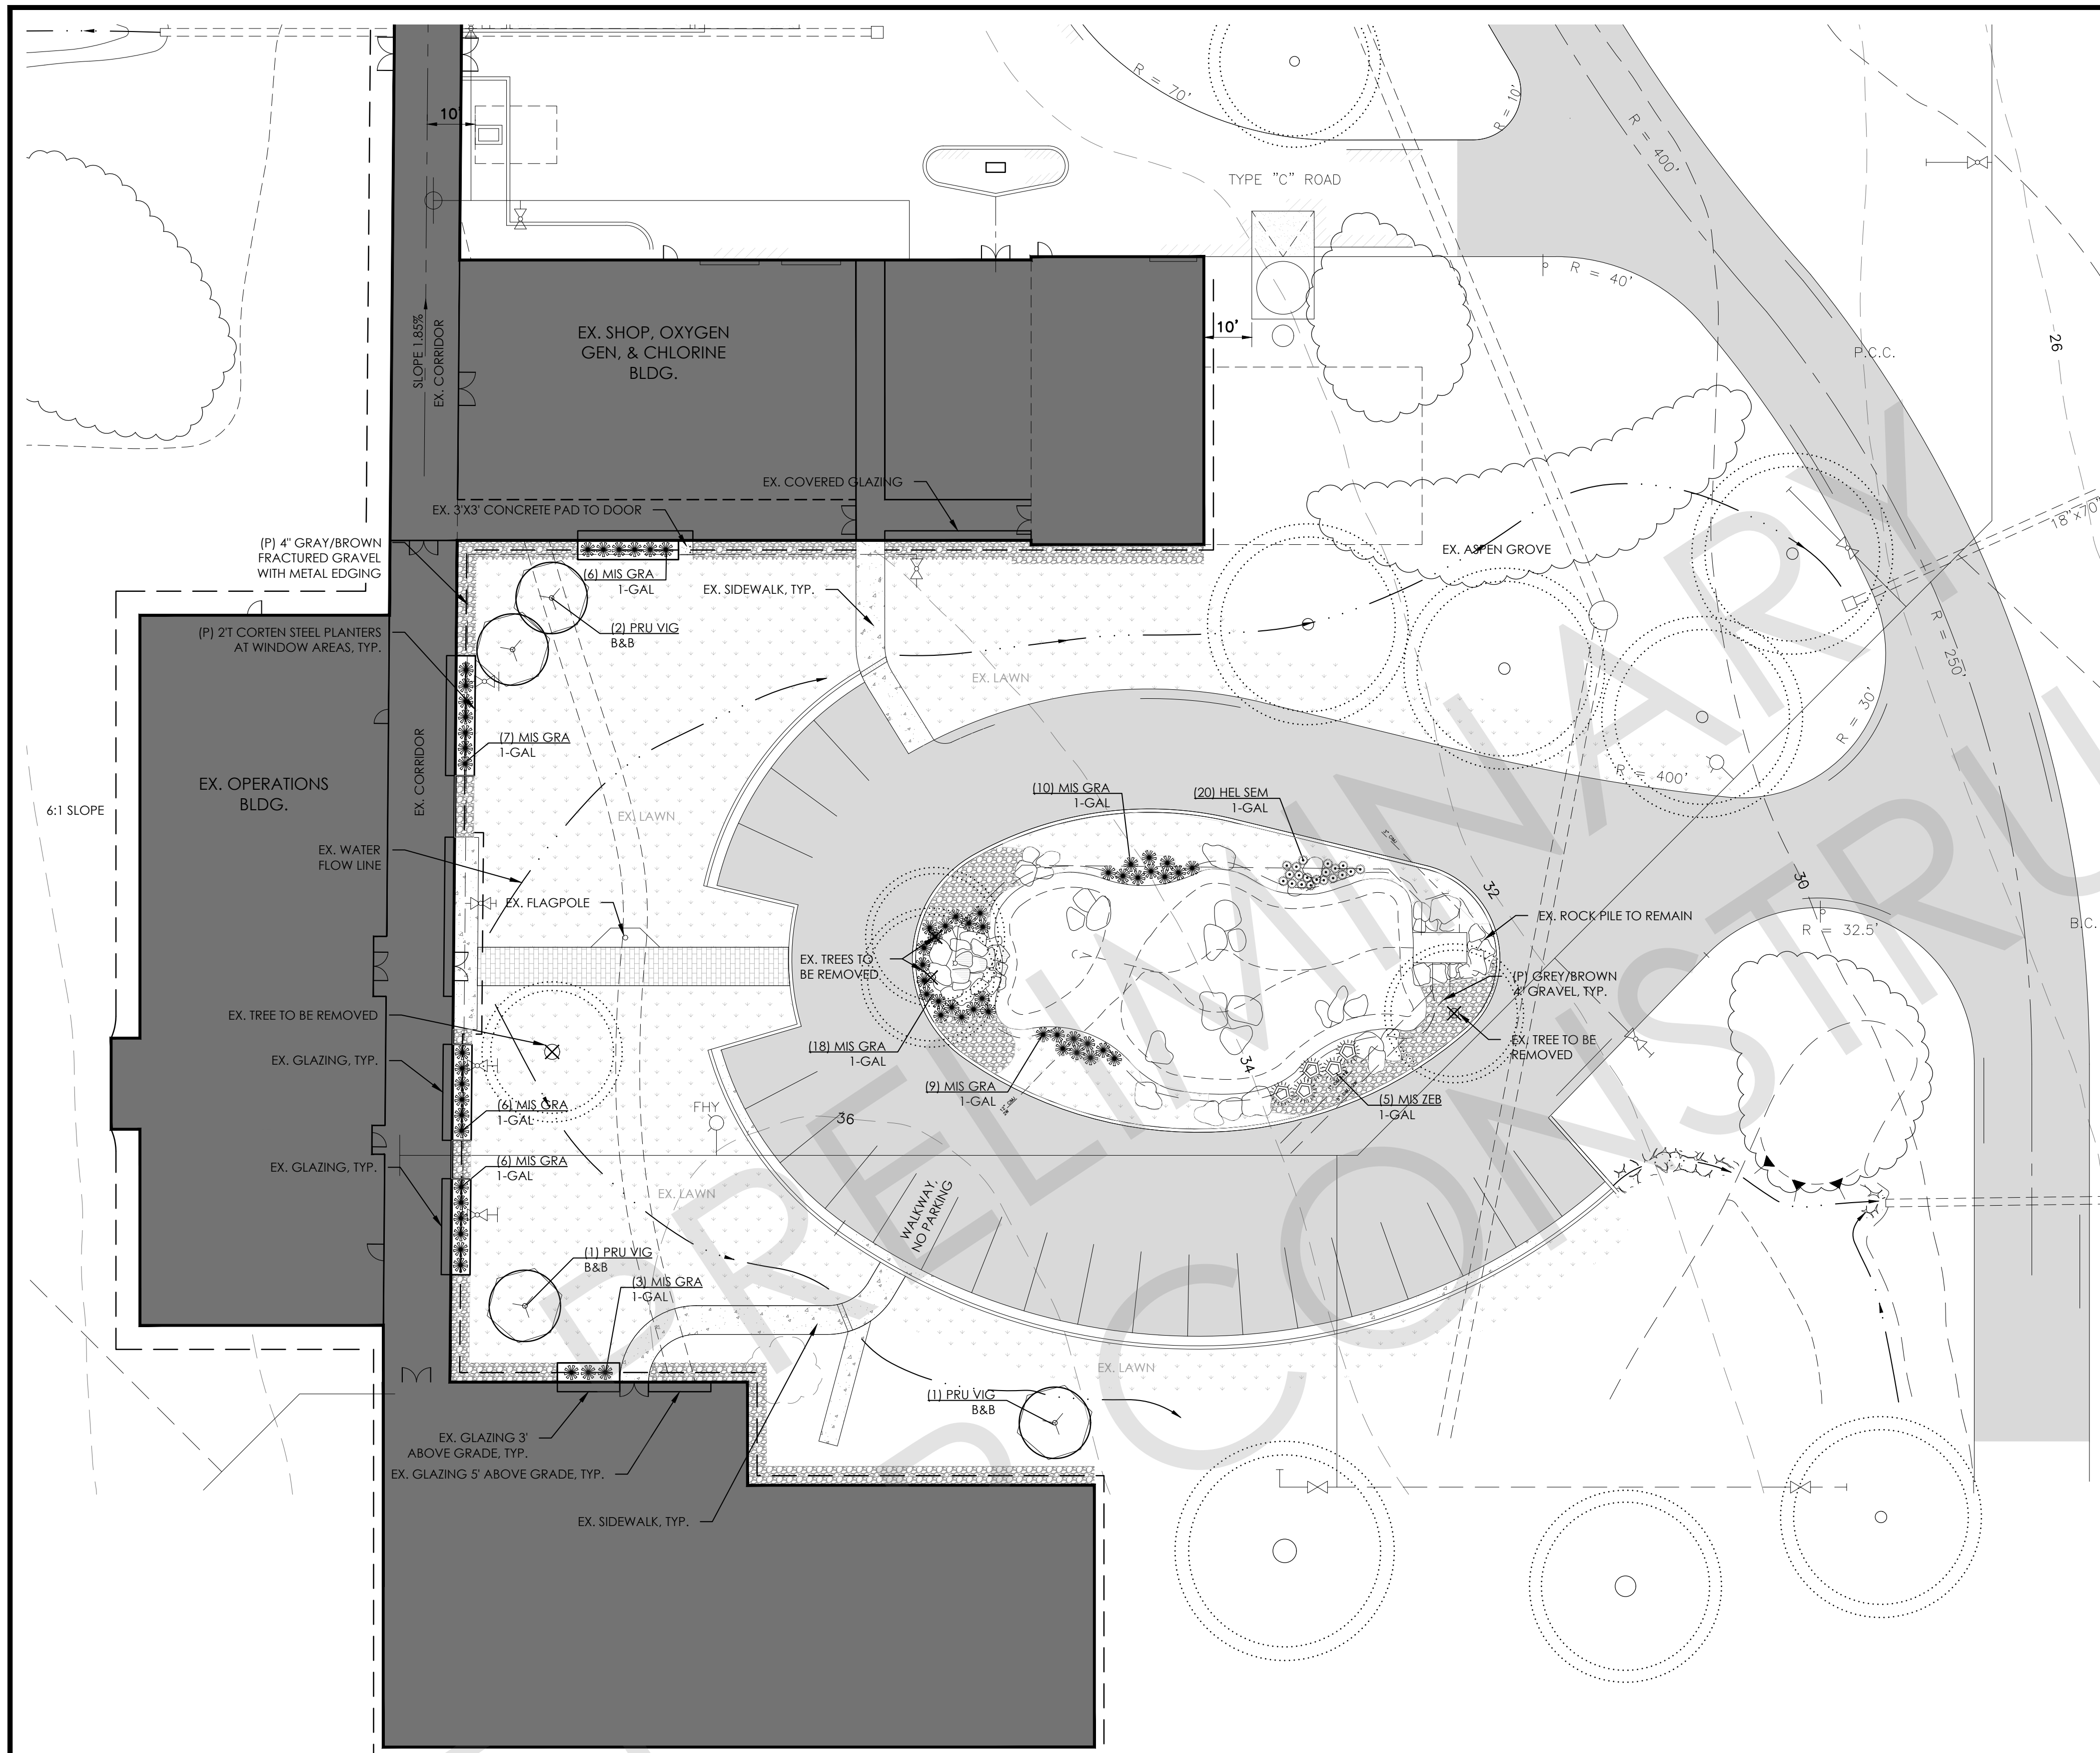 10'
R = 70'
R = 10'
R = 400'
TYPE "C" ROAD
R = 40'
SLOPE 1.85%
EX. CORRIDOR
EX. SHOP, OXYGEN
GEN, & CHLORINE
BLDG.
10'
P.C.C.
26
EX. COVERED GLAZING
EX. 3'X3' CONCRETE PAD TO DOOR
18"x70'
(P) 4" GRAY/BROWN
FRACTURED GRAVEL
WITH METAL EDGING
EX. ASPEN GROVE
(6) MIS GRA
1-GAL
EX. SIDEWALK, TYP.
(P) 2'T CORTEN STEEL PLANTERS
AT WINDOW AREAS, TYP.
(2) PRU VIG
B&B
R = 250'
EX. LAWN
R = 30'
(7) MIS GRA
1-GAL
EX. CORRIDOR
EX. OPERATIONS
BLDG.
6:1 SLOPE
R = 400'
(10) MIS GRA
1-GAL
(20) HEL SEM
1-GAL
EX. LAWN
EX. WATER
FLOW LINE
32
30
EX. FLAGPOLE
EX. ROCK PILE TO REMAIN
R = 32.5'
B.C.
EX. TREES TO
BE REMOVED
(P) GREY/BROWN
4" GRAVEL, TYP.
EX. TREE TO BE REMOVED
EX. TREE TO BE
REMOVED
(18) MIS GRA
1-GAL
EX. GLAZING, TYP.
34
(9) MIS GRA
1-GAL
(5) MIS ZEB
1-GAL
(6) MIS GRA
1-GAL
FHY
36
EX. GLAZING, TYP.
(6) MIS GRA
1-GAL
EX. LAWN
WALKWAY,
NO PARKING
(1) PRU VIG
B&B
(3) MIS GRA
1-GAL
EX. LAWN
(1) PRU VIG
B&B
EX. GLAZING 3'
ABOVE GRADE, TYP.
EX. GLAZING 5' ABOVE GRADE, TYP.
EX. SIDEWALK, TYP.
PRELIMINARY
CONSTRU